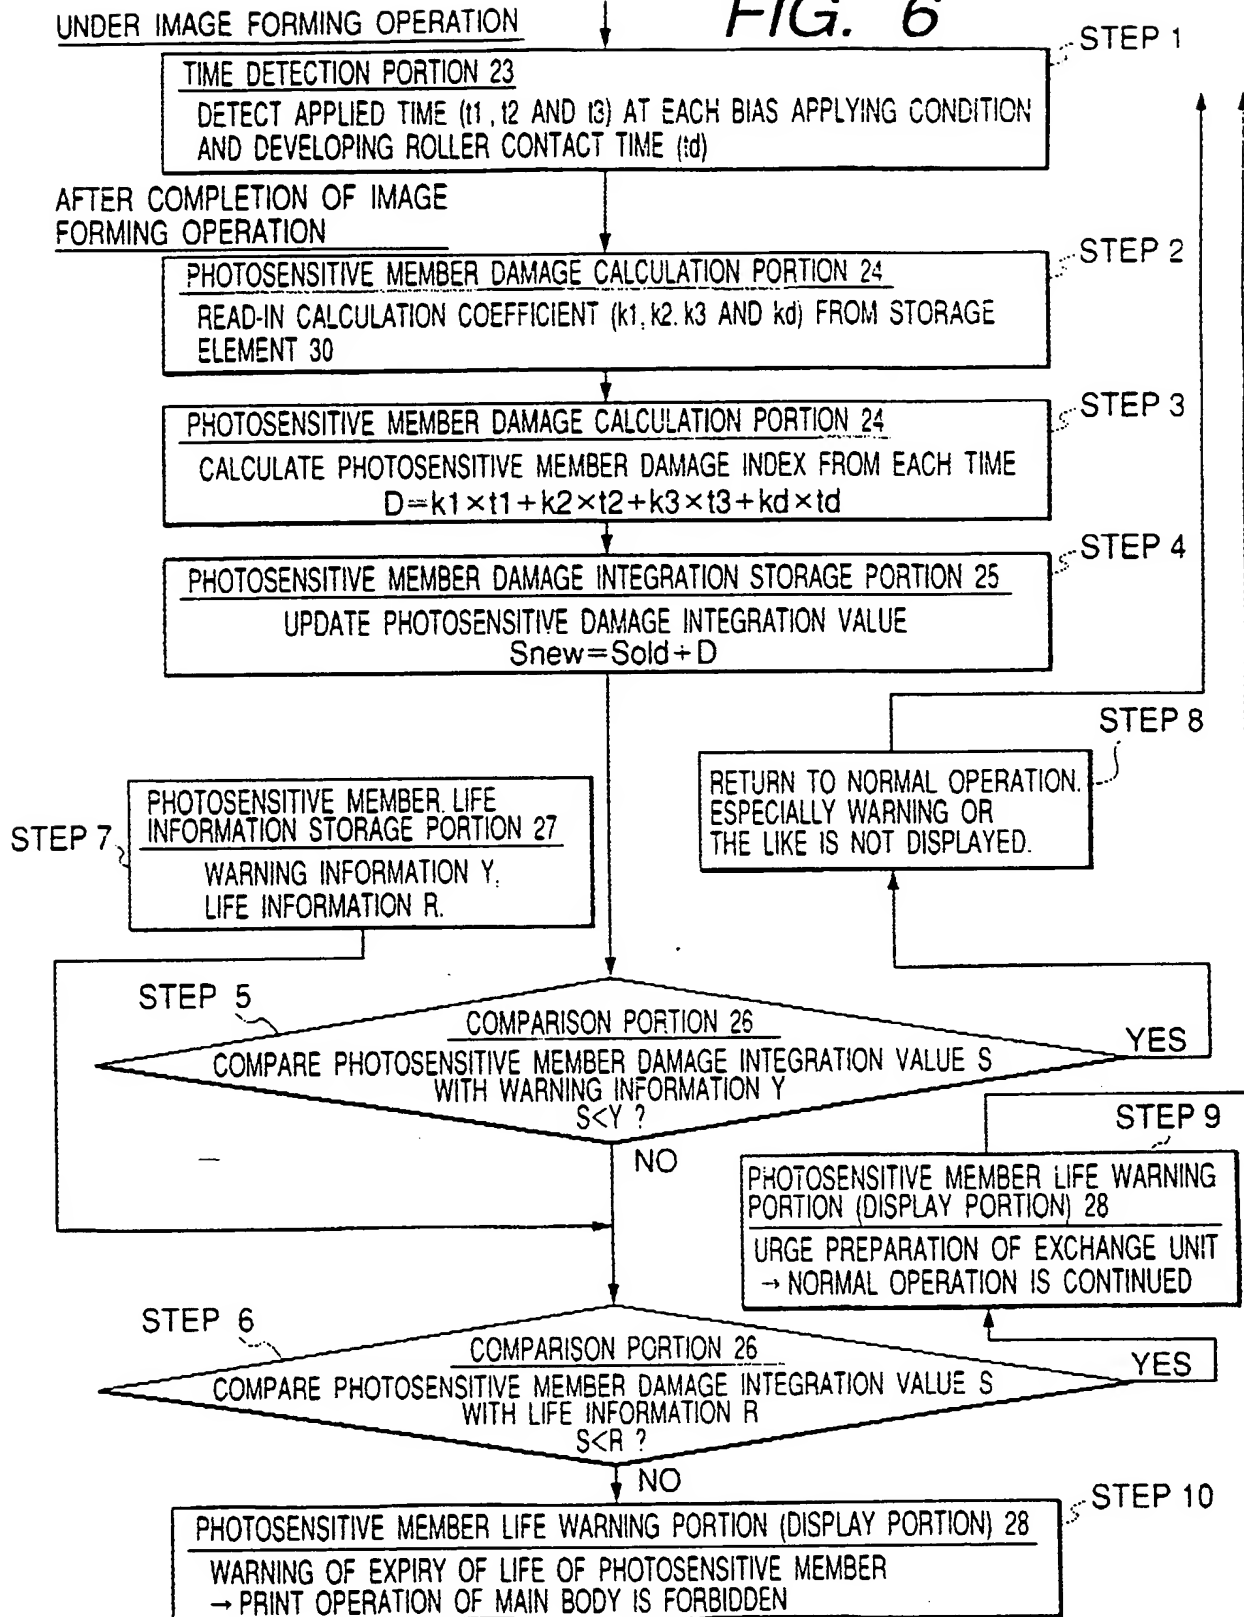 FIG. 6
UNDER IMAGE FORMING OPERATION
STEP 1
TIME DETECTION PORTION 23
DETECT APPLIED TIME (t1, t2 AND t3) AT EACH BIAS APPLYING CONDITION
AND DEVELOPING ROLLER CONTACT TIME (td)
AFTER COMPLETION OF IMAGE
FORMING OPERATION
STEP 2
PHOTOSENSITIVE MEMBER DAMAGE CALCULATION PORTION 24
READ-IN CALCULATION COEFFICIENT (k1, k2, k3 AND kd) FROM STORAGE
ELEMENT 30
STEP 3
PHOTOSENSITIVE MEMBER DAMAGE CALCULATION PORTION 24
CALCULATE PHOTOSENSITIVE MEMBER DAMAGE INDEX FROM EACH TIME
D=k1×t1+k2×t2+k3×t3+kd×td
STEP 4
PHOTOSENSITIVE MEMBER DAMAGE INTEGRATION STORAGE PORTION 25
UPDATE PHOTOSENSITIVE DAMAGE INTEGRATION VALUE
Snew=Sold+D
STEP 8
RETURN TO NORMAL OPERATION.
ESPECIALLY WARNING OR
THE LIKE IS NOT DISPLAYED.
STEP 7
PHOTOSENSITIVE MEMBER LIFE
INFORMATION STORAGE PORTION 27
WARNING INFORMATION Y,
LIFE INFORMATION R.
STEP 5
COMPARISON PORTION 26
COMPARE PHOTOSENSITIVE MEMBER DAMAGE INTEGRATION VALUE S
WITH WARNING INFORMATION Y
S<Y ?
YES
NO
STEP 9
PHOTOSENSITIVE MEMBER LIFE WARNING
PORTION (DISPLAY PORTION) 28
URGE PREPARATION OF EXCHANGE UNIT
→ NORMAL OPERATION IS CONTINUED
STEP 6
COMPARISON PORTION 26
COMPARE PHOTOSENSITIVE MEMBER DAMAGE INTEGRATION VALUE S
WITH LIFE INFORMATION R
S<R ?
YES
NO
STEP 10
PHOTOSENSITIVE MEMBER LIFE WARNING PORTION (DISPLAY PORTION) 28
WARNING OF EXPIRY OF LIFE OF PHOTOSENSITIVE MEMBER
→ PRINT OPERATION OF MAIN BODY IS FORBIDDEN